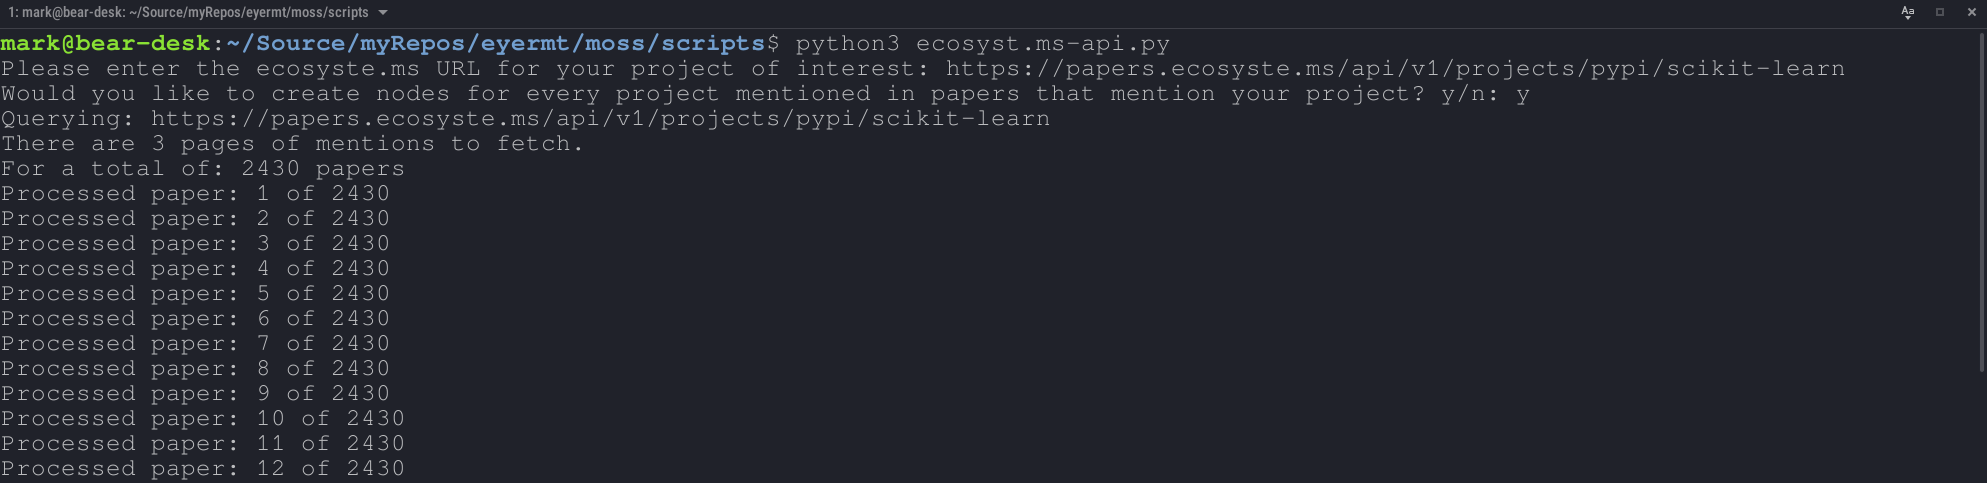 1: mark@bear-desk: ~/Source/myRepos/eyermt/moss/scripts
Aa
mark@bear-desk:~/Source/myRepos/eyermt/moss/scripts$ python3 ecosyst.ms-api.py
Please enter the ecosyste.ms URL for your project of interest: https://papers.ecosyste.ms/api/v1/projects/pypi/scikit-learn
Would you like to create nodes for every project mentioned in papers that mention your project? y/n: y
Querying: https://papers.ecosyste.ms/api/v1/projects/pypi/scikit-learn
There are 3 pages of mentions to fetch.
For a total of: 2430 papers
Processed paper: 1 of 2430
Processed paper: 2 of 2430
Processed paper: 3 of 2430
Processed paper: 4 of 2430
Processed paper: 5 of 2430
Processed paper: 6 of 2430
Processed paper: 7 of 2430
Processed paper: 8 of 2430
Processed paper: 9 of 2430
Processed paper: 10 of 2430
Processed paper: 11 of 2430
Processed paper: 12 of 2430